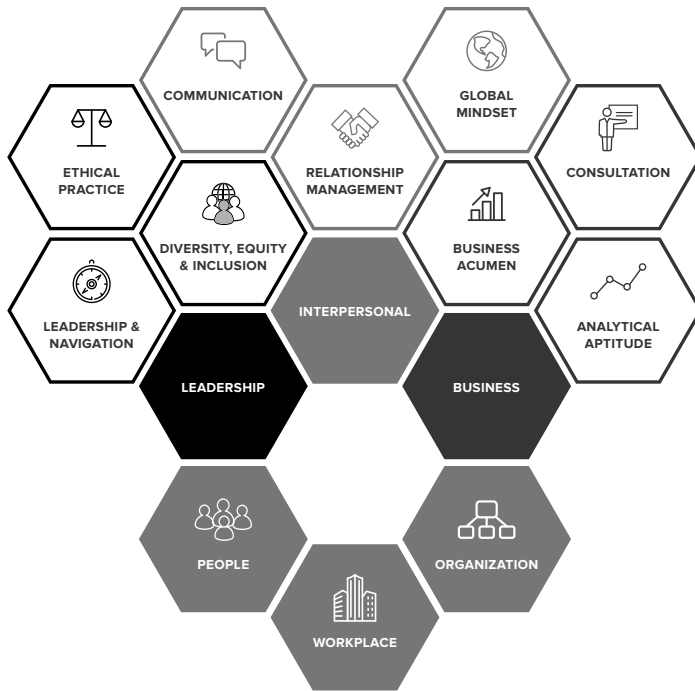 COMMUNICATION
GLOBAL
MINDSET
ETHICAL
PRACTICE
RELATIONSHIP
MANAGEMENT
CONSULTATION
DIVERSITY, EQUITY
& INCLUSION
BUSINESS
ACUMEN
LEADERSHIP &
NAVIGATION
INTERPERSONAL
ANALYTICAL
APTITUDE
LEADERSHIP
BUSINESS
PEOPLE
ORGANIZATION
WORKPLACE